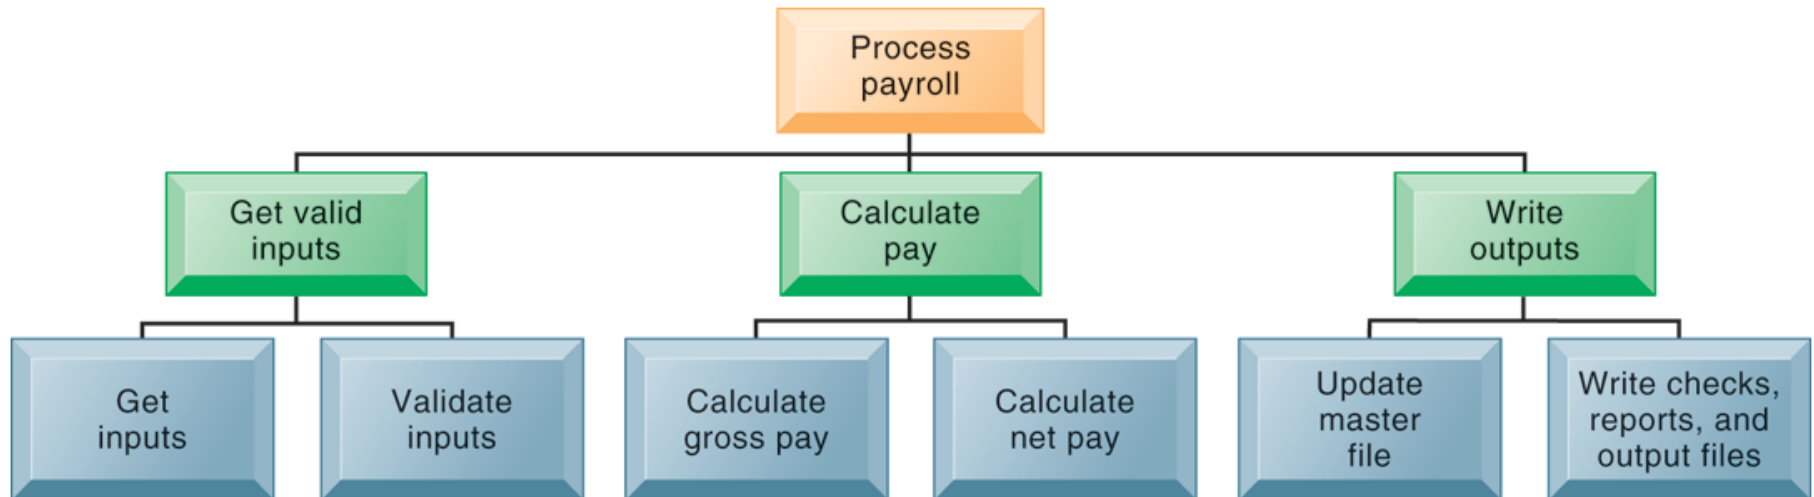 Process
payroll
Get valid
inputs
Calculate
pay
Write
outputs
Get
inputs
Validate
inputs
Calculate
gross pay
Calculate
net pay
Update
master
file
Write checks,
reports, and
output files